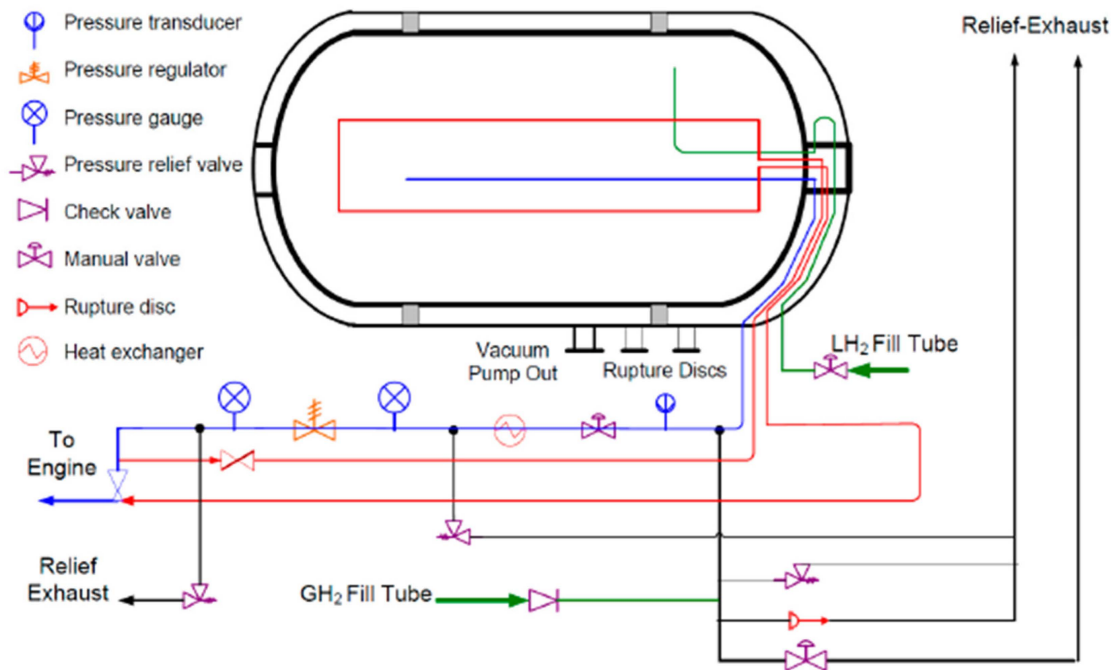 Pressure transducer
Pressure regulator
Pressure gauge
Pressure relief valve
Check valve
Manual valve
Rupture disc
Heat exchanger
Relief-Exhaust
Vacuum
Pump Out
Rupture Discs
LH2 Fill Tube
To
Engine
Relief
Exhaust
GH2 Fill Tube